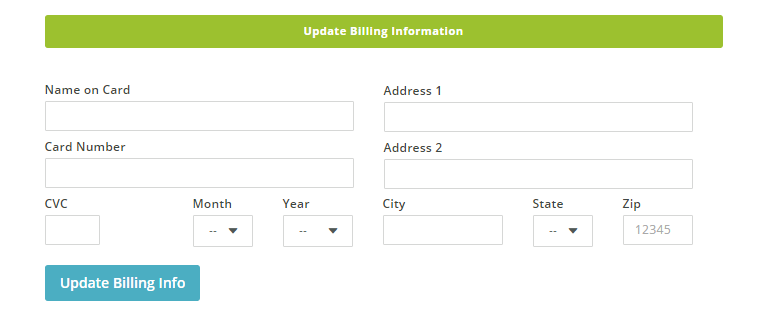 Update Billing Information
Name on Card
Address 1
Card Number
Address 2
CVC Month Year City State Zip
-- -- -- 12345
Update Billing Info